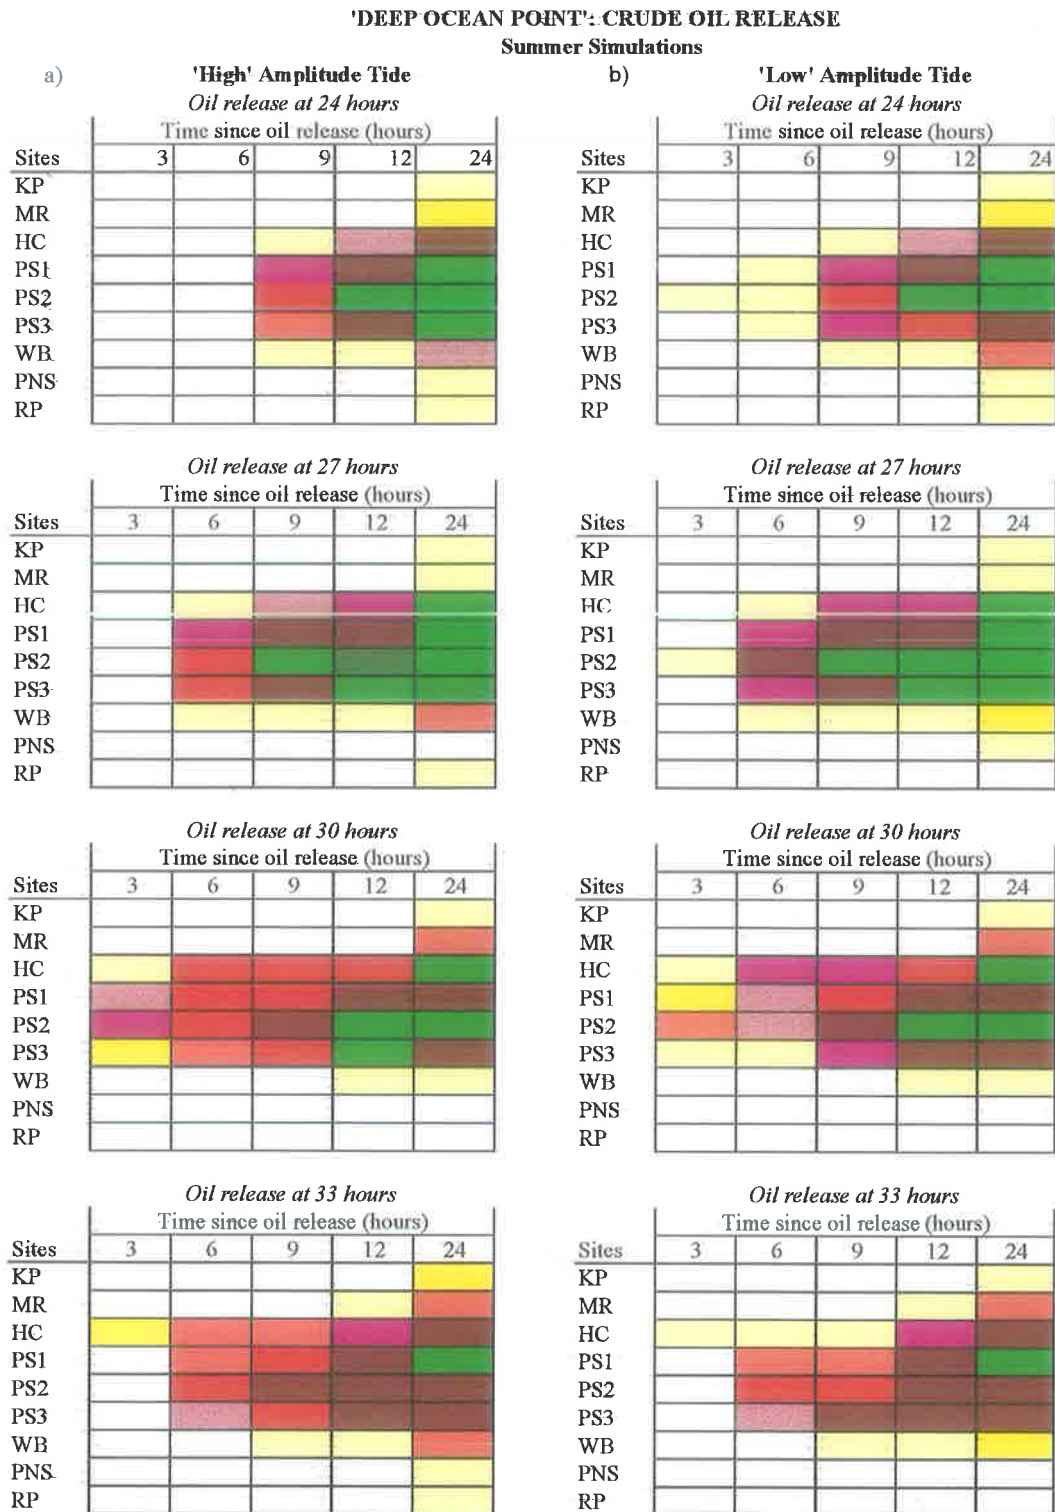 'DEEP OCEAN POINT': CRUDE OIL RELEASE
Summer Simulations
a) 'High' Amplitude Tide
Oil release at 24 hours
Time since oil release (hours)
Sites 3 6 9 12 24
KP
MR
HC
PS1
PS2
PS3
WB
PNS
RP
Oil release at 27 hours
Time since oil release (hours)
Sites 3 6 9 12 24
KP
MR
HC
PS1
PS2
PS3
WB
PNS
RP
Oil release at 30 hours
Time since oil release (hours)
Sites 3 6 9 12 24
KP
MR
HC
PS1
PS2
PS3
WB
PNS
RP
Oil release at 33 hours
Time since oil release (hours)
Sites 3 6 9 12 24
KP
MR
HC
PS1
PS2
PS3
WB
PNS
RP
b) 'Low' Amplitude Tide
Oil release at 24 hours
Time since oil release (hours)
Sites 3 6 9 12 24
KP
MR
HC
PS1
PS2
PS3
WB
PNS
RP
Oil release at 27 hours
Time since oil release (hours)
Sites 3 6 9 12 24
KP
MR
HC
PS1
PS2
PS3
WB
PNS
RP
Oil release at 30 hours
Time since oil release (hours)
Sites 3 6 9 12 24
KP
MR
HC
PS1
PS2
PS3
WB
PNS
RP
Oil release at 33 hours
Time since oil release (hours)
Sites 3 6 9 12 24
KP
MR
HC
PS1
PS2
PS3
WB
PNS
RP